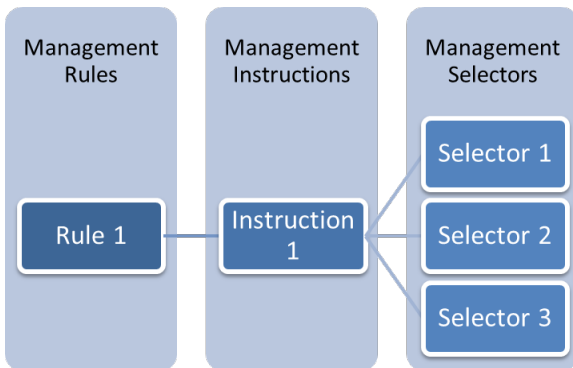 Management
Rules
Management
Instructions
Management
Selectors
Rule 1
Instruction
1
Selector 1
Selector 2
Selector 3